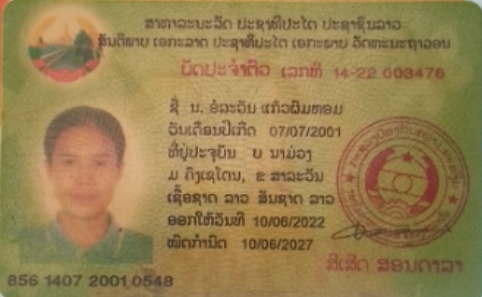 ສາທາລະນະລັດ ປະຊາທິປະໄຕ ປະຊາຊົນລາວ
ສັນຕິພາບ ເອກະລາດ ປະຊາທິປະໄຕ ເອກະພາບ ວັດທະນະຖາວອນ
ບັດປະຈຳຕົວ ເລກທີ 14-22 003476
ຊື່ ນ. ຄໍລະວັນ ແກ້ວພິມທອມ
ວັນເດືອນປີເກີດ 07/07/2001
ທີ່ຢູ່ປະຈຸບັນ ບ ນາມ່ວງ
ມ ຄົງເຊໂດນ, ຂ ສາລະວັນ
ເຊື້ອຊາດ ລາວ ສັນຊາດ ລາວ
ອອກໃຫ້ວັນທີ 10/06/2022
ໝົດກຳນົດ 10/06/2027
856 1407 2001 0548
ສີເສີດ ສອນດາລາ